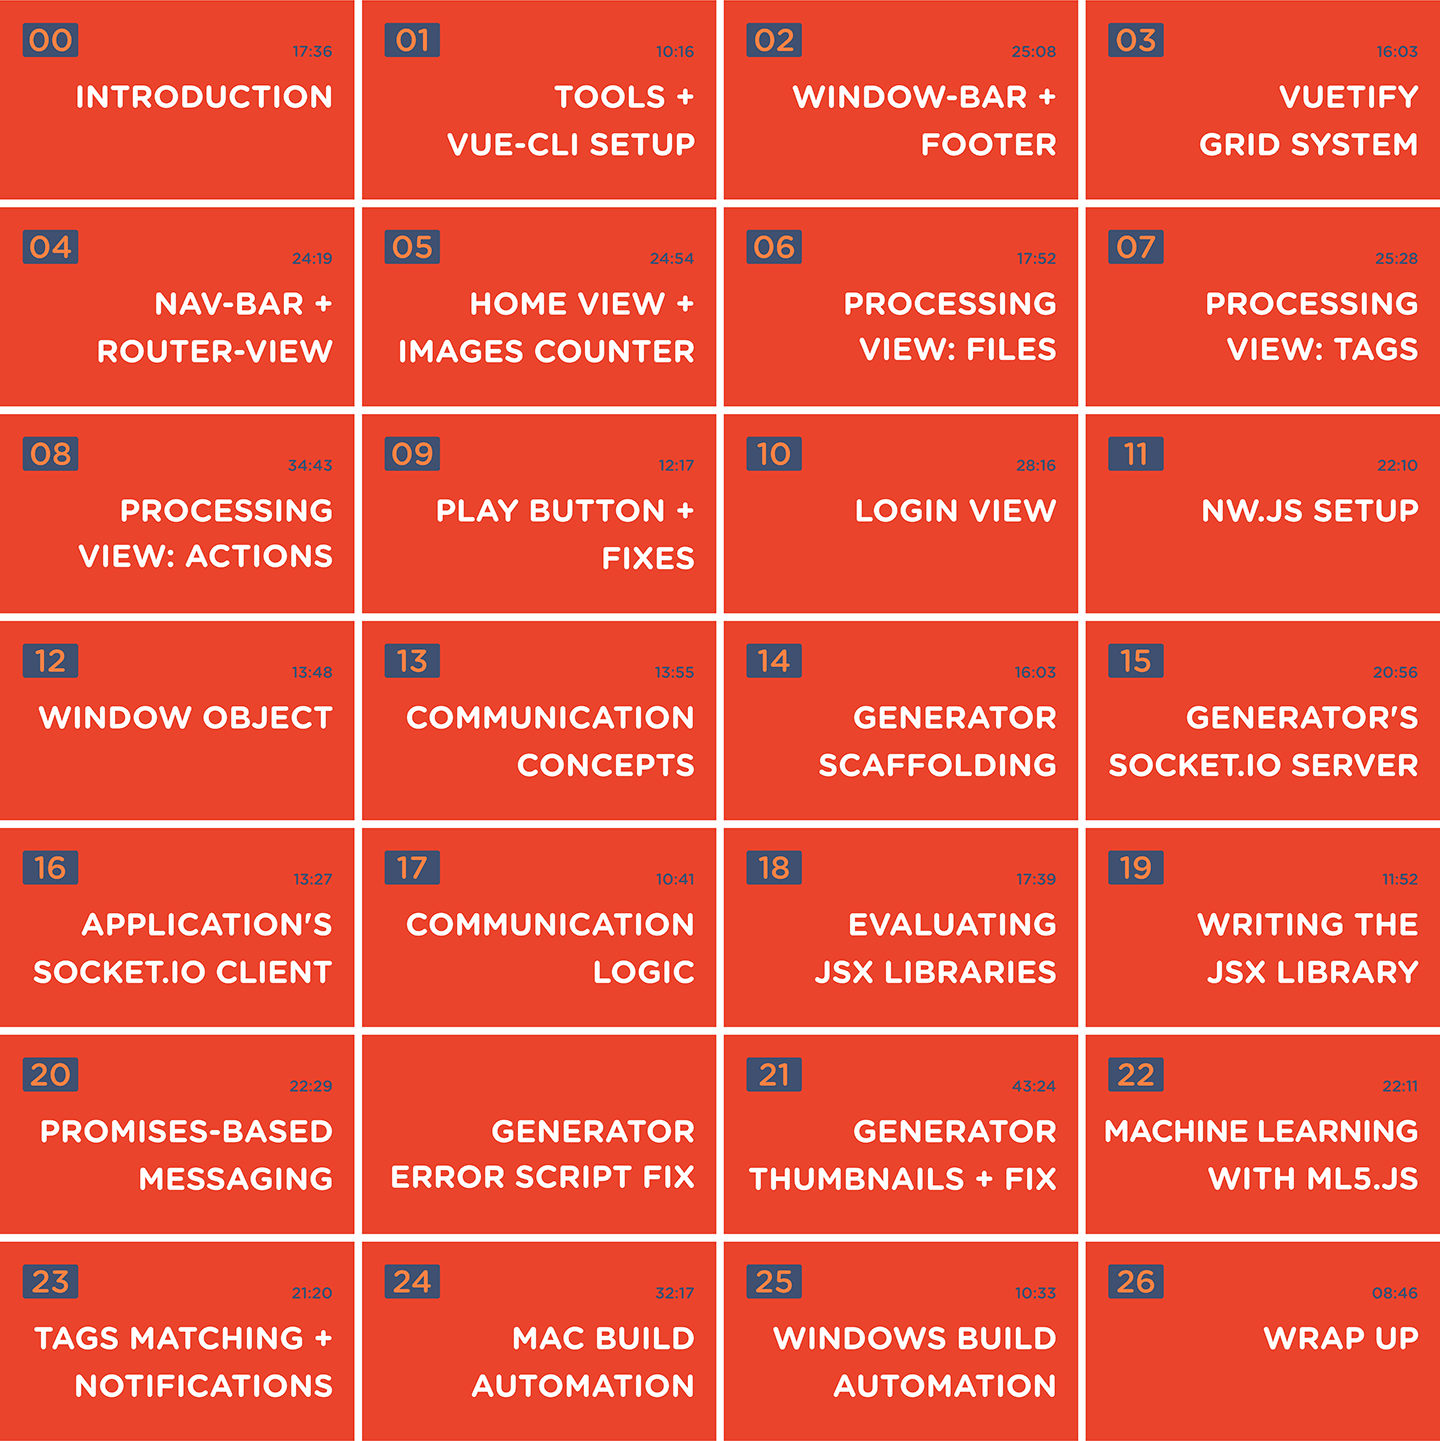 00
17:36
INTRODUCTION
01
10:16
TOOLS +
VUE-CLI SETUP
02
25:08
WINDOW-BAR +
FOOTER
03
16:03
VUETIFY
GRID SYSTEM
04
24:19
NAV-BAR +
ROUTER-VIEW
05
24:54
HOME VIEW +
IMAGES COUNTER
06
17:52
PROCESSING
VIEW: FILES
07
25:28
PROCESSING
VIEW: TAGS
08
34:43
PROCESSING
VIEW: ACTIONS
09
12:17
PLAY BUTTON +
FIXES
10
28:16
LOGIN VIEW
11
22:10
NW.JS SETUP
12
13:48
WINDOW OBJECT
13
13:55
COMMUNICATION
CONCEPTS
14
16:03
GENERATOR
SCAFFOLDING
15
20:56
GENERATOR'S
SOCKET.IO SERVER
16
13:27
APPLICATION'S
SOCKET.IO CLIENT
17
10:41
COMMUNICATION
LOGIC
18
17:39
EVALUATING
JSX LIBRARIES
19
11:52
WRITING THE
JSX LIBRARY
20
22:29
PROMISES-BASED
MESSAGING
GENERATOR
ERROR SCRIPT FIX
21
43:24
GENERATOR
THUMBNAILS + FIX
22
22:11
MACHINE LEARNING
WITH ML5.JS
23
21:20
TAGS MATCHING +
NOTIFICATIONS
24
32:17
MAC BUILD
AUTOMATION
25
10:33
WINDOWS BUILD
AUTOMATION
26
08:46
WRAP UP